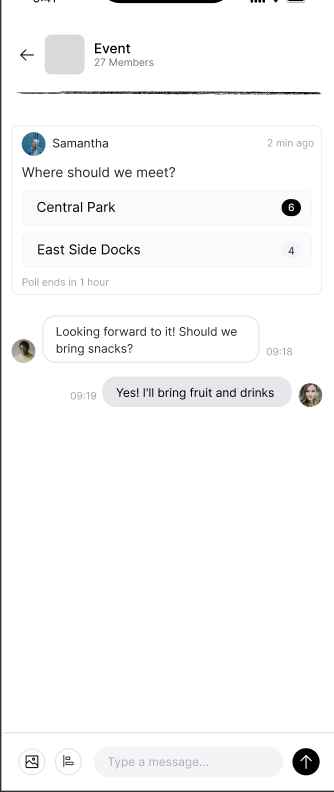 Event
27 Members
Samantha
2 min ago
Where should we meet?
Central Park
6
East Side Docks
4
Poll ends in 1 hour
Looking forward to it! Should we
bring snacks?
09:18
09:19
Yes! I'll bring fruit and drinks
Type a message...